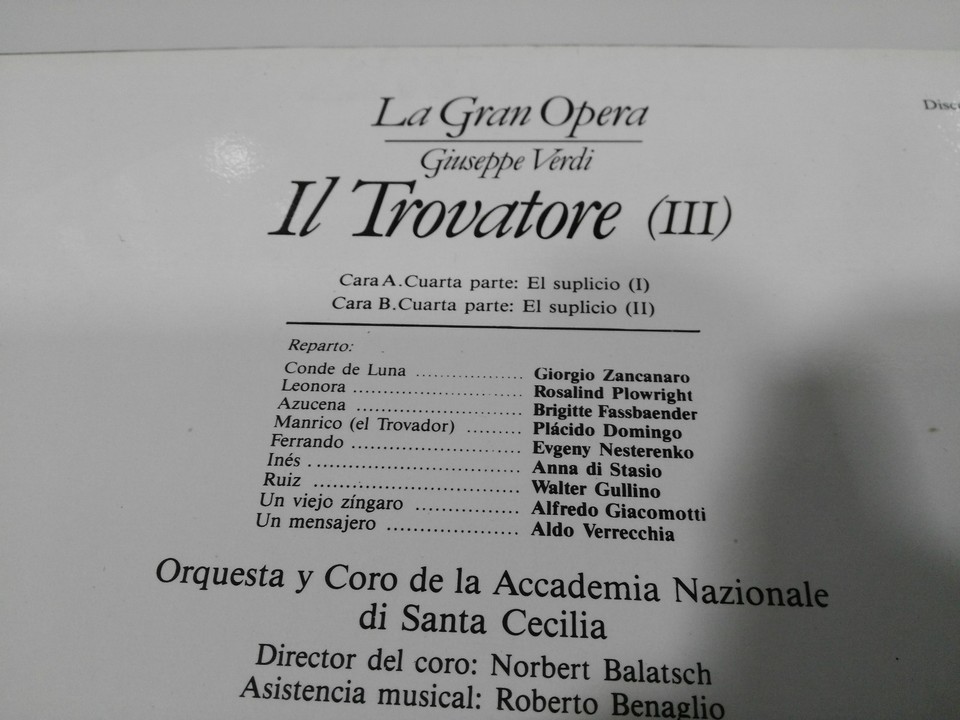 La Gran Opera
Giuseppe Verdi
Il Trovatore (III)
Cara A.Cuarta parte: El suplicio (I)
Cara B.Cuarta parte: El suplicio (II)
Reparto:
Conde de Luna ................. Giorgio Zancanaro
Leonora ........................... Rosalind Plowright
Azucena .......................... Brigitte Fassbaender
Manrico (el Trovador) ......... Plácido Domingo
Ferrando .......................... Evgeny Nesterenko
Inés ................................. Anna di Stasio
Ruiz ................................ Walter Gullino
Un viejo zíngaro ................ Alfredo Giacomotti
Un mensajero .................... Aldo Verrecchia
Orquesta y Coro de la Accademia Nazionale
di Santa Cecilia
Director del coro: Norbert Balatsch
Asistencia musical: Roberto Benaglio